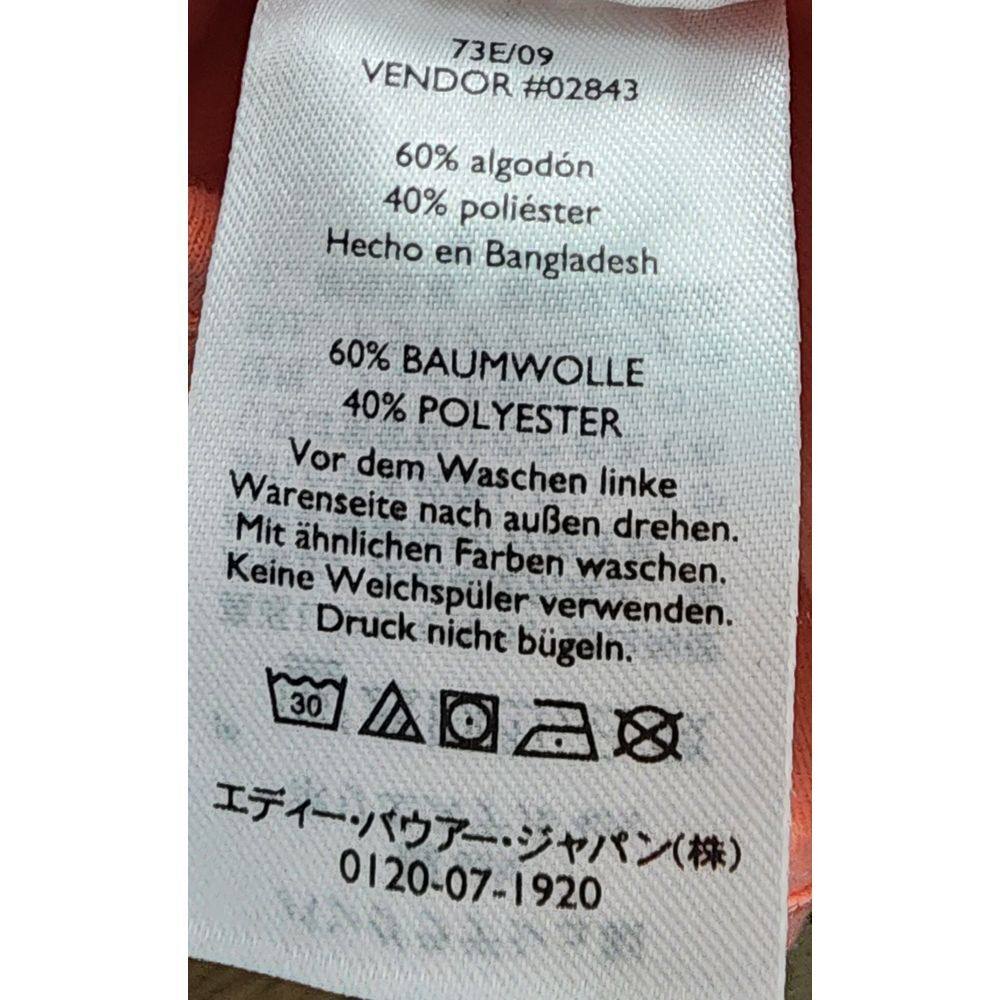 73E/09
VENDOR #02843
60% algodón
40% poliéster
Hecho en Bangladesh
60% BAUMWOLLE
40% POLYESTER
Vor dem Waschen linke
Warenseite nach außen drehen.
Mit ähnlichen Farben waschen.
Keine Weichspüler verwenden.
Druck nicht bügeln.
30
エディー・バウアー・ジャパン(株)
0120-07-1920